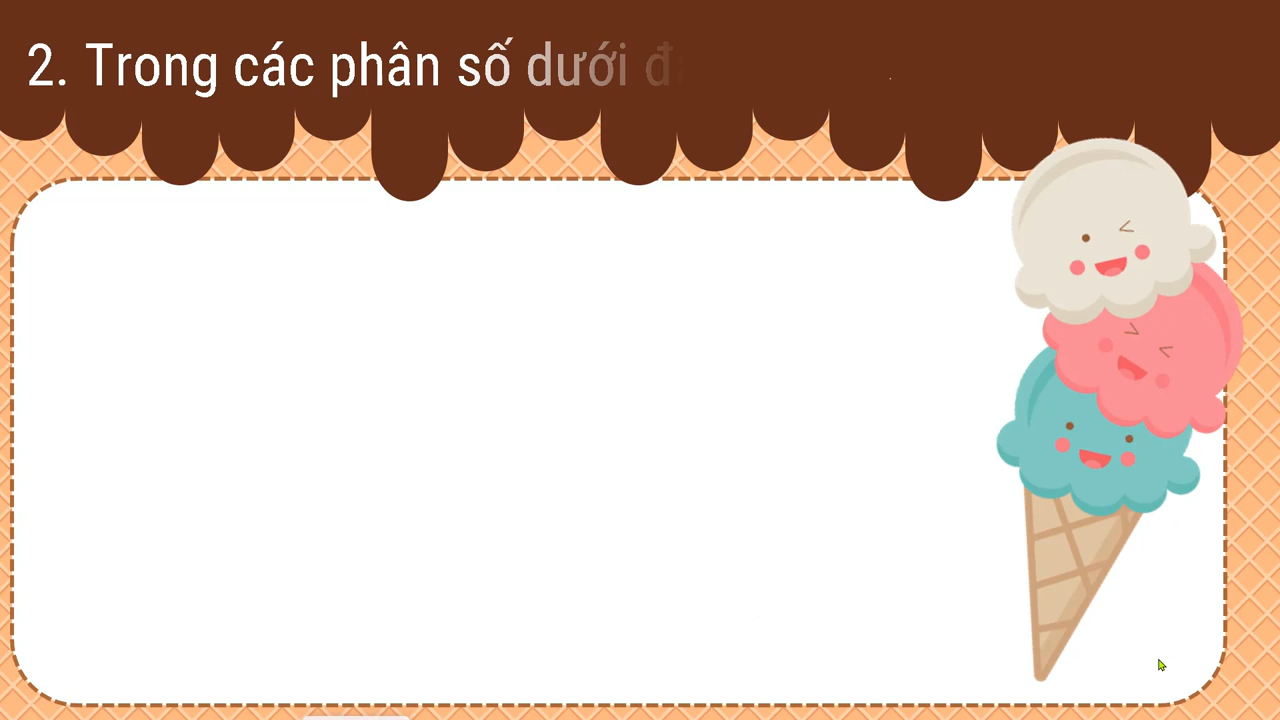 2. Trong các phân số dưới